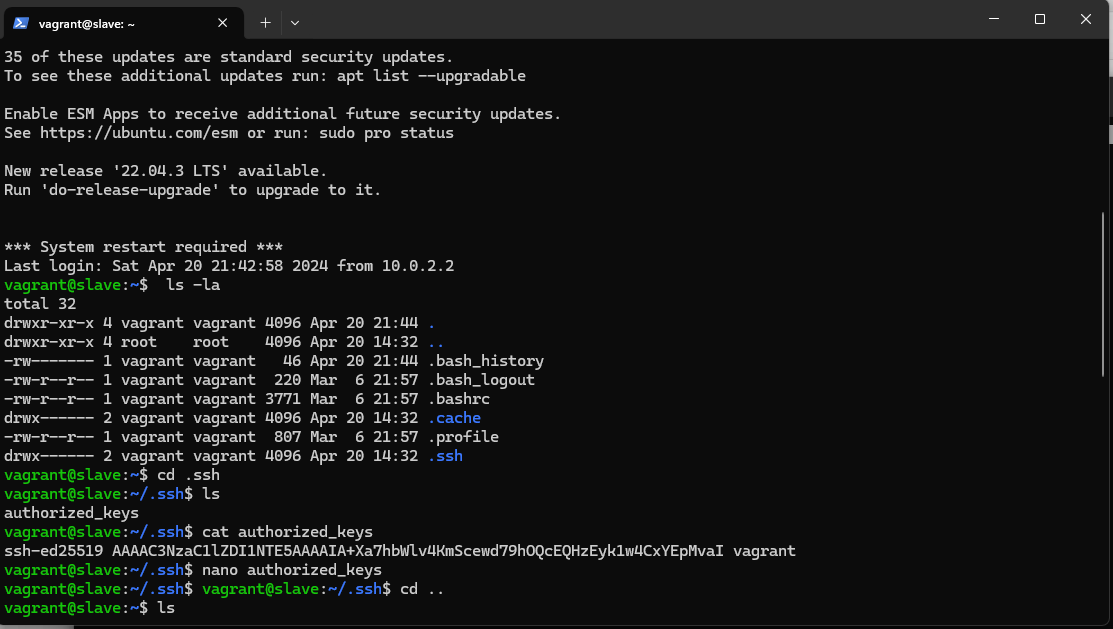 vagrant@slave: ~
35 of these updates are standard security updates.
To see these additional updates run: apt list --upgradable
Enable ESM Apps to receive additional future security updates.
See https://ubuntu.com/esm or run: sudo pro status
New release '22.04.3 LTS' available.
Run 'do-release-upgrade' to upgrade to it.
*** System restart required ***
Last login: Sat Apr 20 21:42:58 2024 from 10.0.2.2
vagrant@slave:~$  ls -la
total 32
drwxr-xr-x 4 vagrant vagrant 4096 Apr 20 21:44 .
drwxr-xr-x 4 root    root    4096 Apr 20 14:32 ..
-rw------- 1 vagrant vagrant   46 Apr 20 21:44 .bash_history
-rw-r--r-- 1 vagrant vagrant  220 Mar  6 21:57 .bash_logout
-rw-r--r-- 1 vagrant vagrant 3771 Mar  6 21:57 .bashrc
drwx------ 2 vagrant vagrant 4096 Apr 20 14:32 .cache
-rw-r--r-- 1 vagrant vagrant  807 Mar  6 21:57 .profile
drwx------ 2 vagrant vagrant 4096 Apr 20 14:32 .ssh
vagrant@slave:~$ cd .ssh
vagrant@slave:~/.ssh$ ls
authorized_keys
vagrant@slave:~/.ssh$ cat authorized_keys
ssh-ed25519 AAAAC3NzaC1lZDI1NTE5AAAAIA+Xa7hbWlv4KmScewd79hOQcEQHzEyk1w4CxYEpMvaI vagrant
vagrant@slave:~/.ssh$ nano authorized_keys
vagrant@slave:~/.ssh$ vagrant@slave:~/.ssh$ cd ..
vagrant@slave:~$ ls